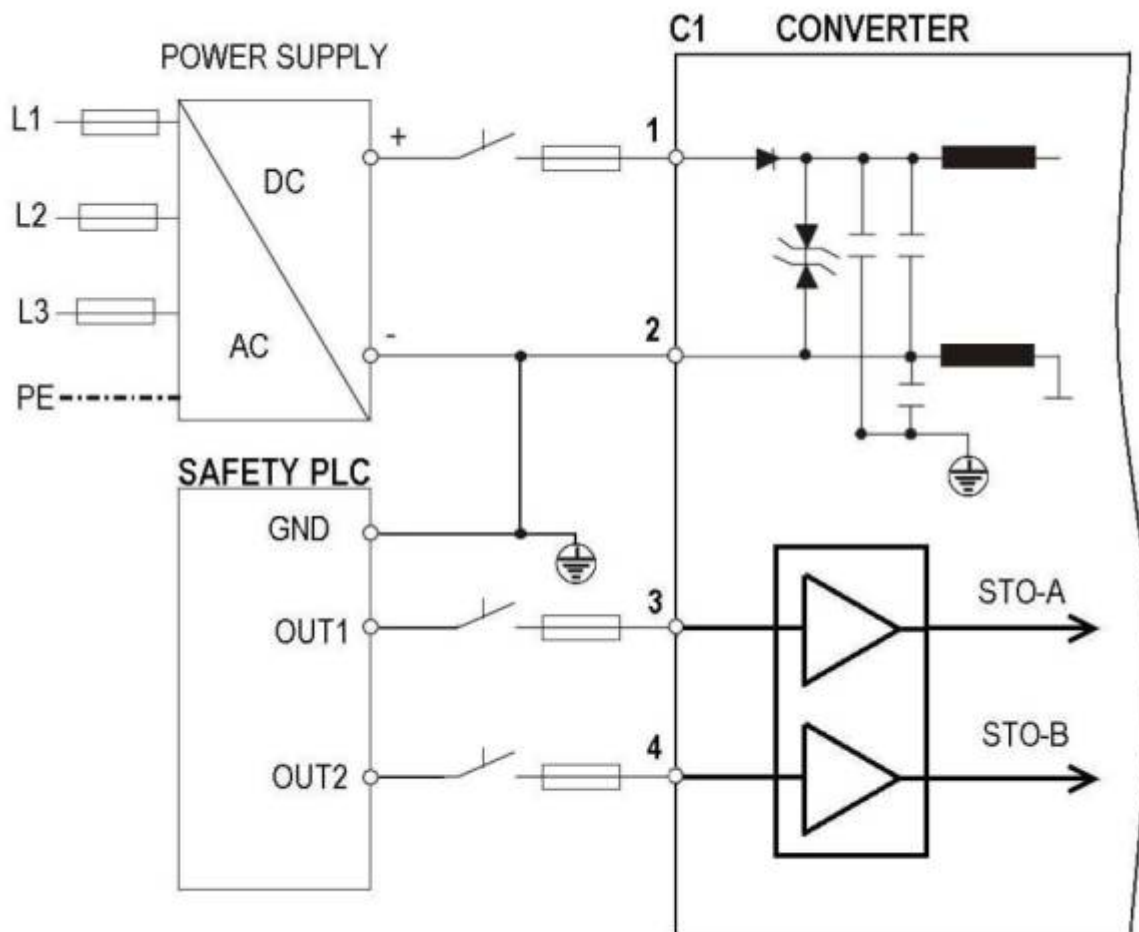 C1 CONVERTER
POWER SUPPLY
L1
+
1
DC
L2
L3
AC
-
2
PE
SAFETY PLC
GND
3
STO-A
OUT1
4
STO-B
OUT2